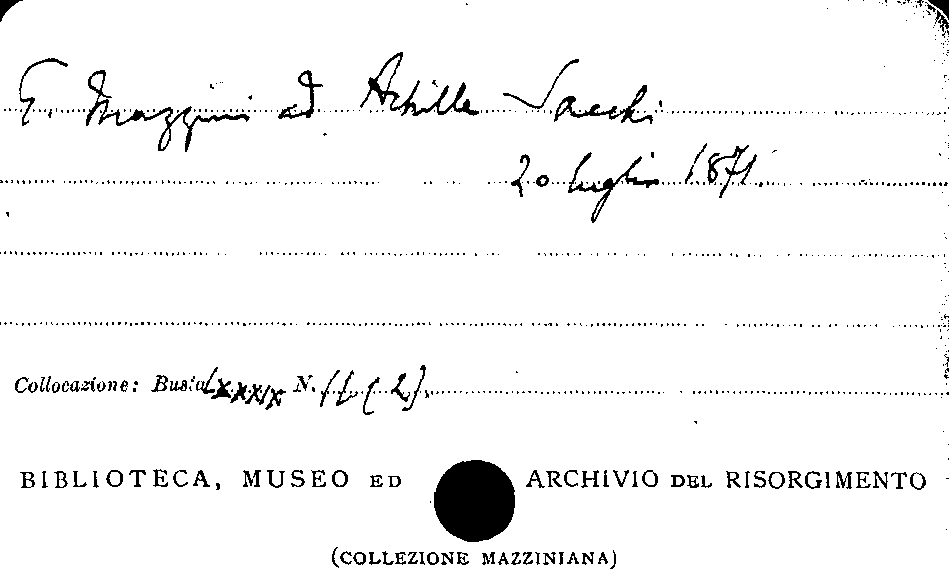 G. Mazzini ad Achille Sacchi
20 luglio 1871.
Collocazione: Busta LXXXIX N. 11 (2).
BIBLIOTECA, MUSEO ED ARCHIVIO DEL RISORGIMENTO
(COLLEZIONE MAZZINIANA)